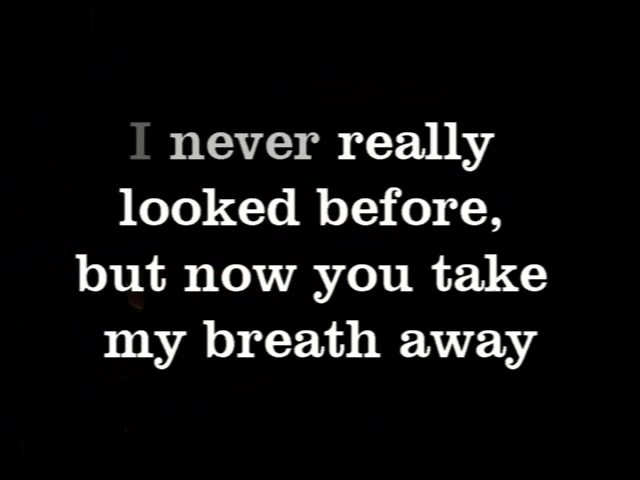 I never really
looked before,
but now you take
my breath away